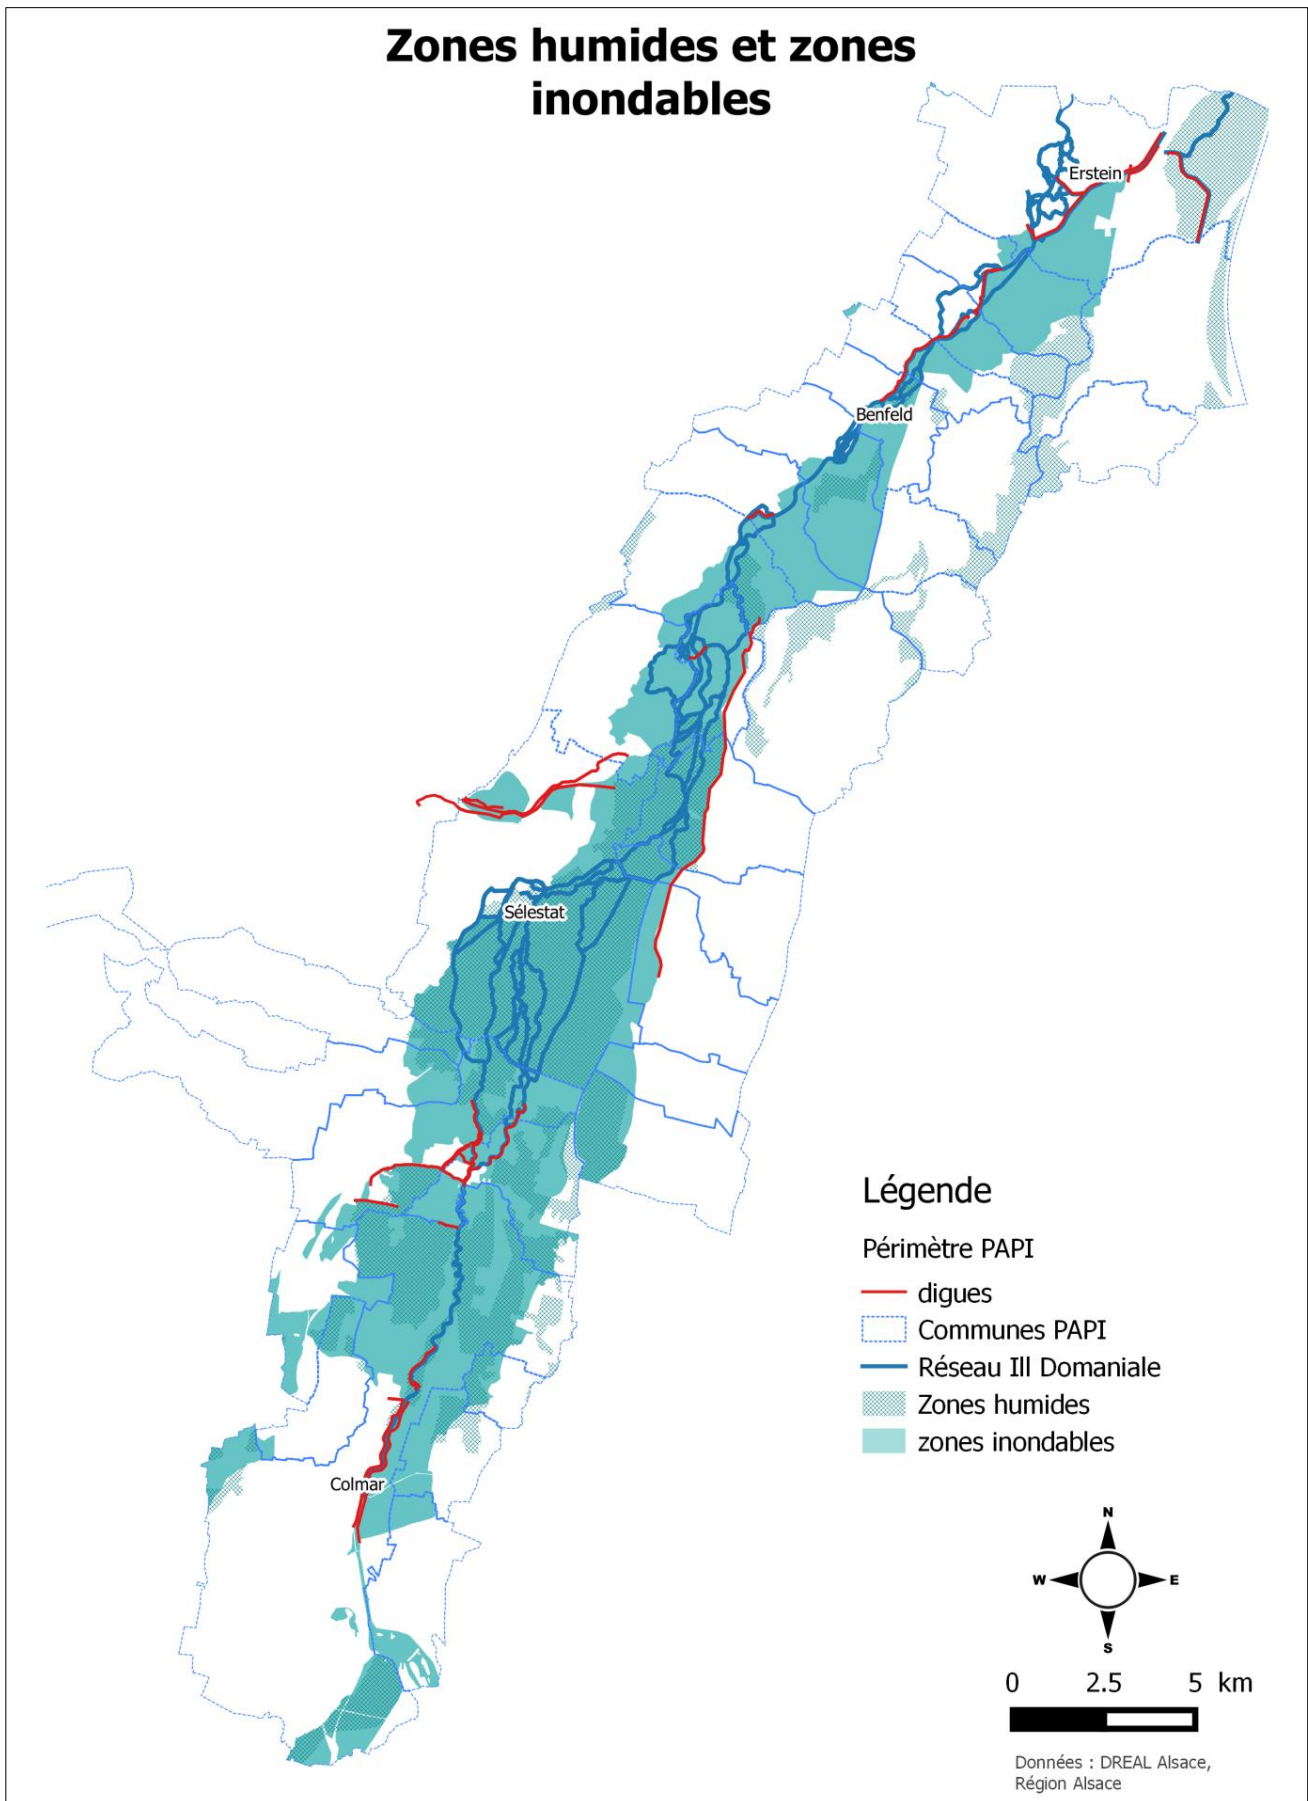 Zones humides et zones
inondables
Erstein
Benfeld
Sélestat
Colmar
Légende
Périmètre PAPI
digues
Communes PAPI
Réseau Ill Domaniale
Zones humides
zones inondables
N
W E
S
0 2.5 5 km
Données : DREAL Alsace,
Région Alsace